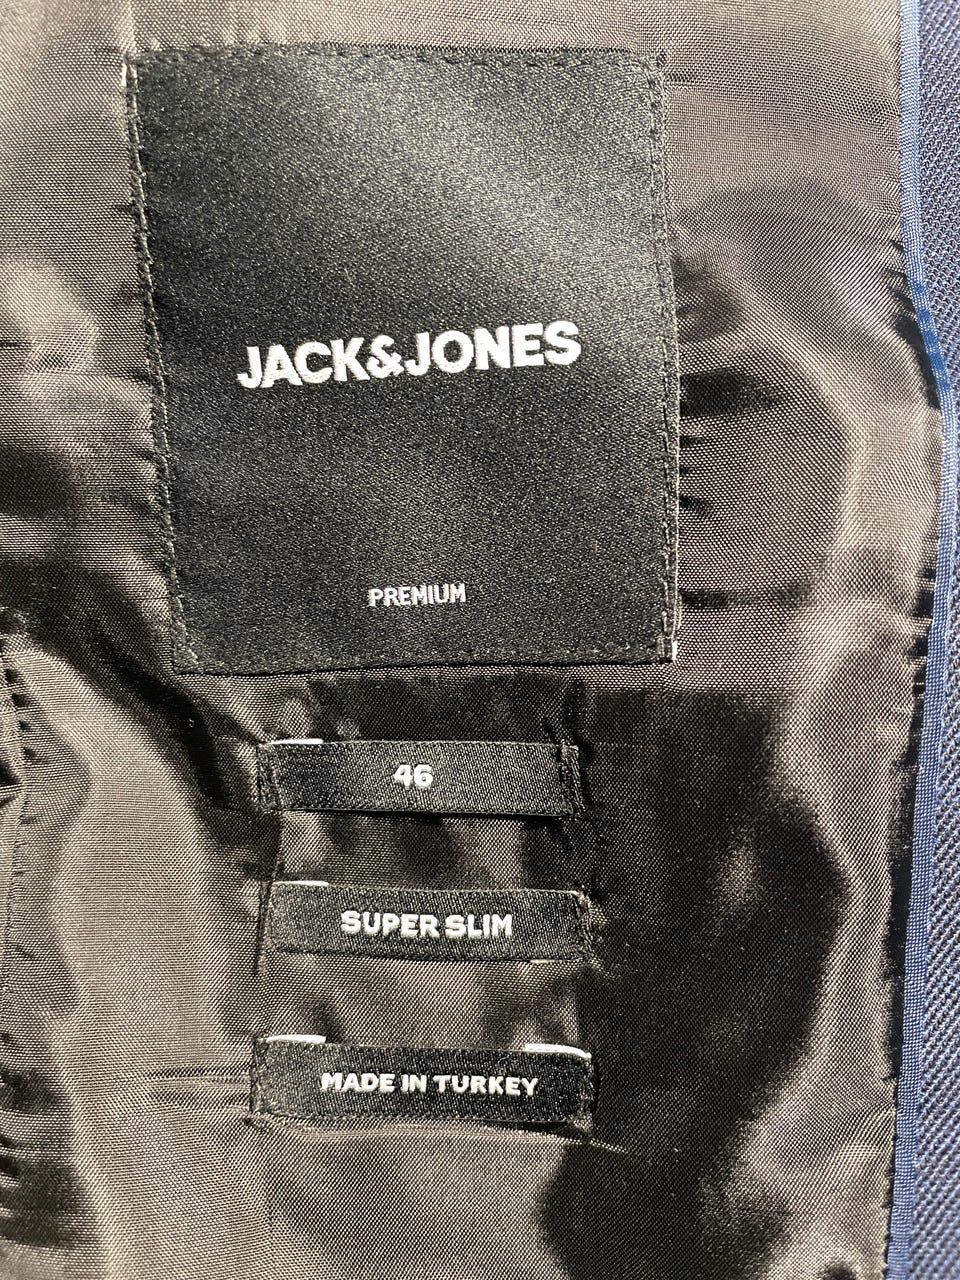 JACK&JONES
PREMIUM
46
SUPER SLIM
MADE IN TURKEY